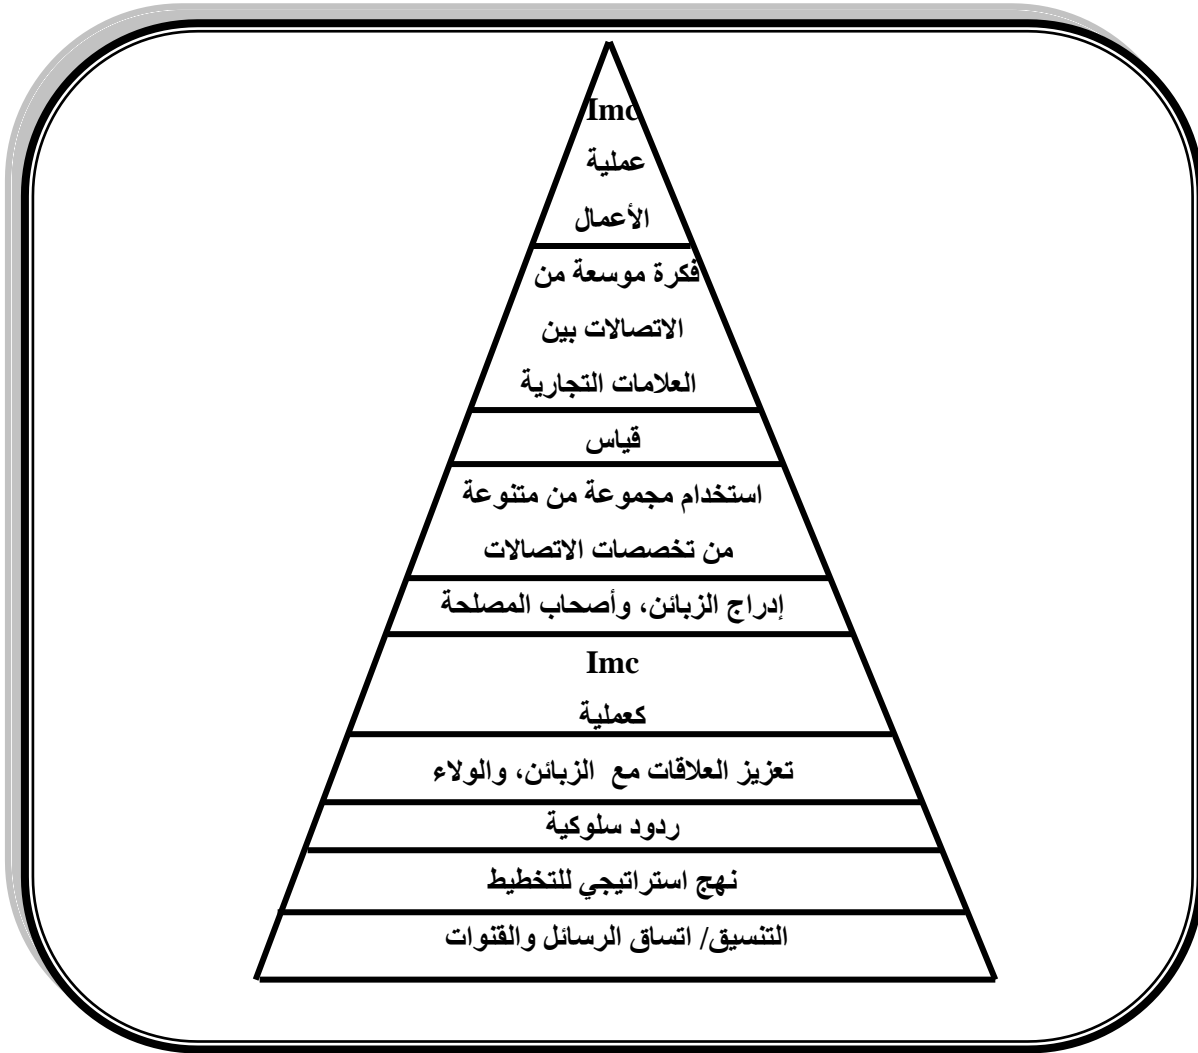 Imc
عملية
الأعمال
فكرة موسعة من
الاتصالات بين
العلامات التجارية
قياس
استخدام مجموعة من متنوعة
من تخصصات الاتصالات
إدراج الزبائن، وأصحاب المصلحة
Imc
كعملية
تعزيز العلاقات مع الزبائن، والولاء
ردود سلوكية
نهج استراتيجي للتخطيط
التنسيق/ اتساق الرسائل والقنوات